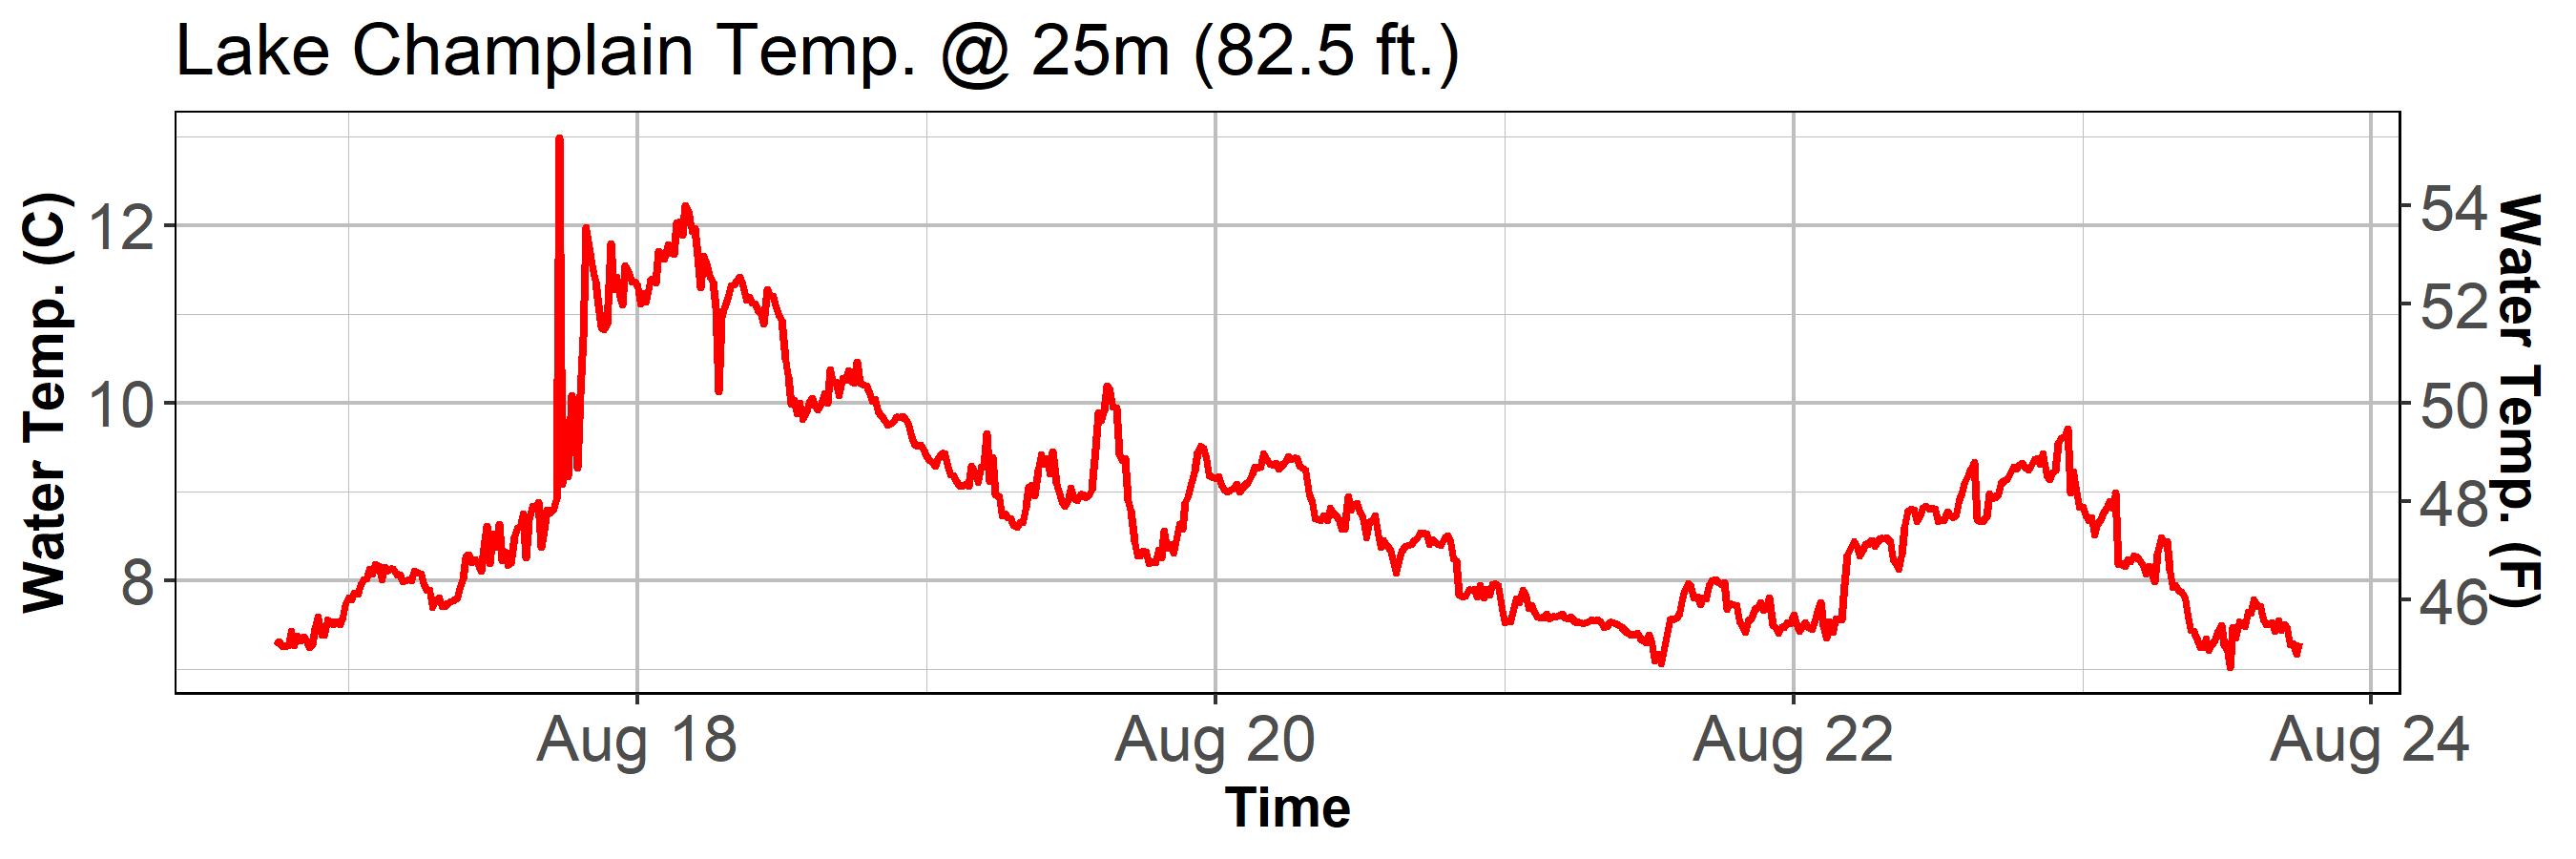 Lake Champlain Temp. @ 25m (82.5 ft.)
Water Temp. (C)
12
10
8
54
52
50
48
46
Water Temp. (F)
Aug 18
Aug 20
Aug 22
Aug 24
Time